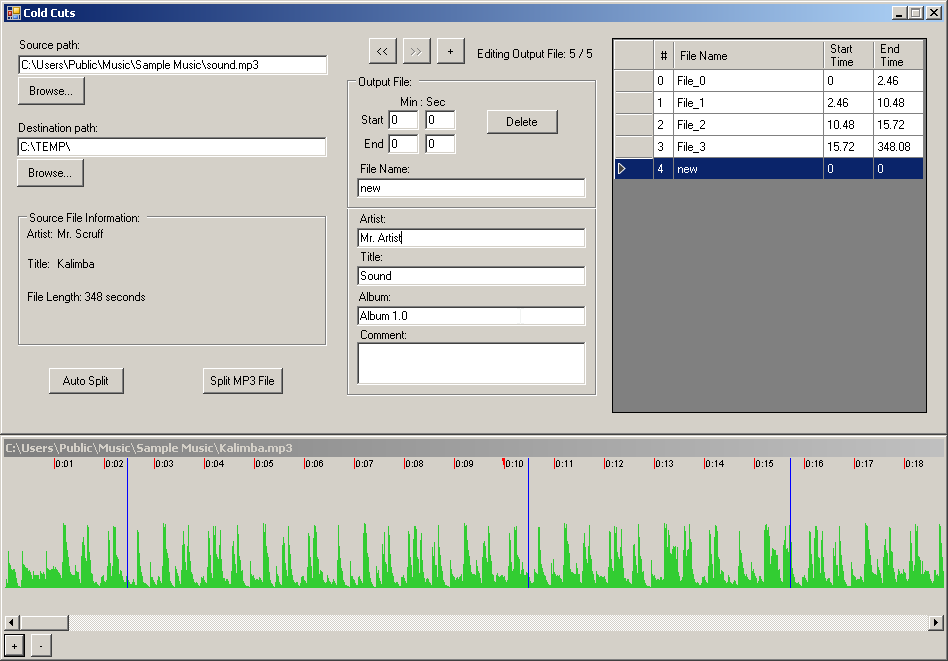 Cold Cuts
Source path:
C:\Users\Public\Music\Sample Music\sound.mp3
Browse...
Destination path:
C:\TEMP\
Browse...
Source File Information:
Artist: Mr. Scruff
Title: Kalimba
File Length: 348 seconds
Auto Split
Split MP3 File
<< >> + Editing Output File: 5 / 5
Output File:
Min : Sec
Start 0 0
End 0 0
Delete
File Name:
new
Artist:
Mr. Artist
Title:
Sound
Album:
Album 1.0
Comment:
# File Name Start Time End Time
0 File_0 0 2.46
1 File_1 2.46 10.48
2 File_2 10.48 15.72
3 File_3 15.72 348.08
4 new 0 0
C:\Users\Public\Music\Sample Music\Kalimba.mp3
0:01 0:02 0:03 0:04 0:05 0:06 0:07 0:08 0:09 0:10 0:11 0:12 0:13 0:14 0:15 0:16 0:17 0:18
+ -